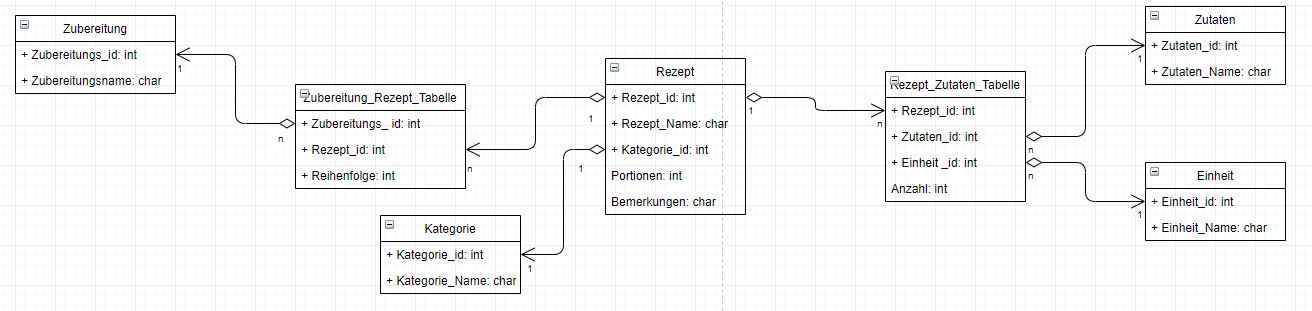 Zubereitung
+ Zubereitungs_id: int
+ Zubereitungsname: char
1
Zubereitung_Rezept_Tabelle
+ Zubereitungs_ id: int
+ Rezept_id: int
+ Reihenfolge: int
n
n
Kategorie
+ Kategorie_id: int
+ Kategorie_Name: char
1
Rezept
+ Rezept_id: int
+ Rezept_Name: char
+ Kategorie_id: int
Portionen: int
Bemerkungen: char
1
1
1
Rezept_Zutaten_Tabelle
+ Rezept_id: int
+ Zutaten_id: int
+ Einheit _id: int
Anzahl: int
n
n
n
Zutaten
+ Zutaten_id: int
+ Zutaten_Name: char
1
Einheit
+ Einheit_id: int
+ Einheit_Name: char
1